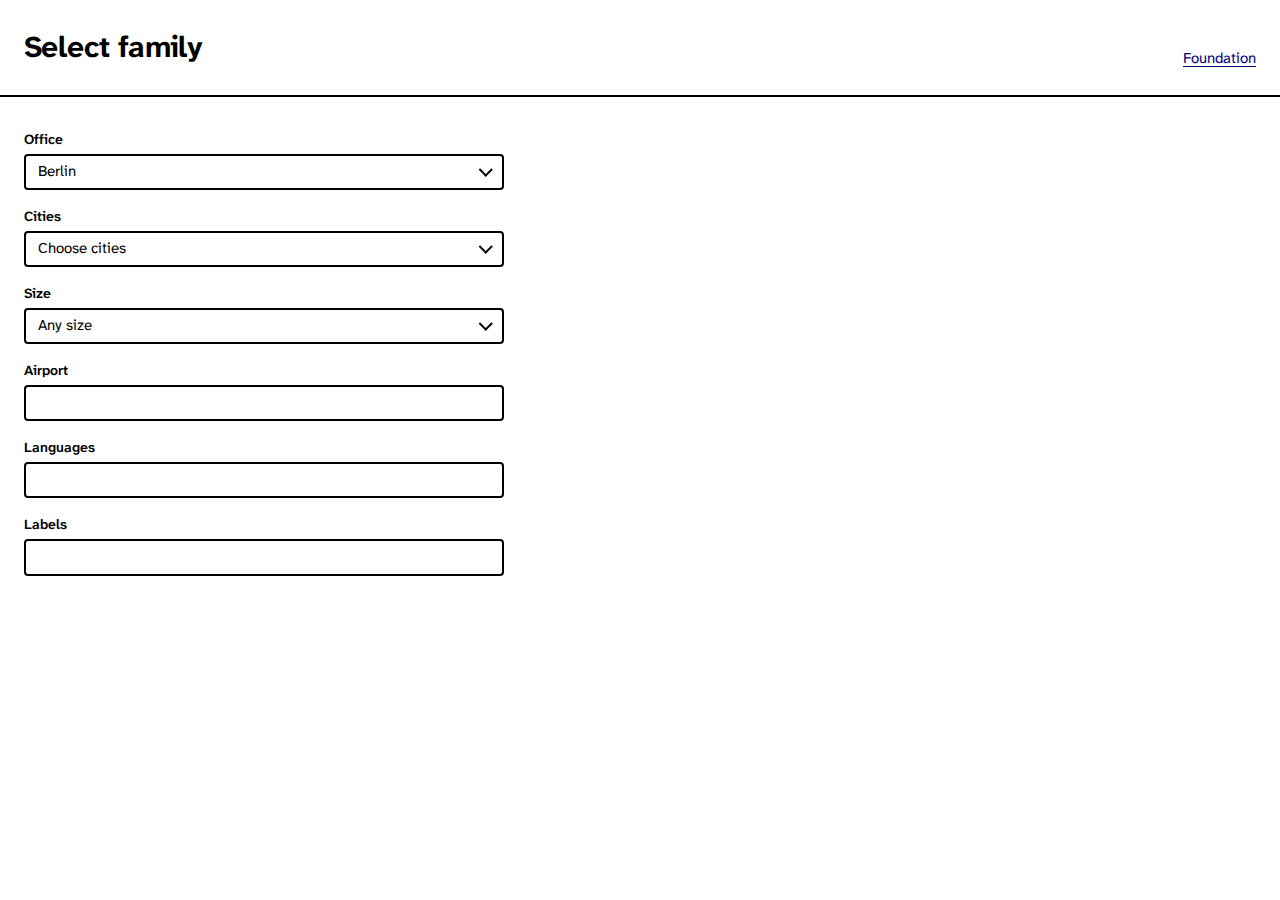 Select family
Foundation
Office
Berlin
Cities
Choose cities
Size
Any size
Airport
Languages
Labels